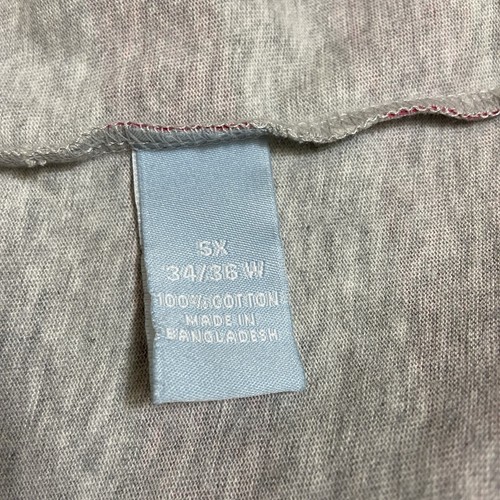 5X
34/36 W
100% COTTON
MADE IN
BANGLADESH